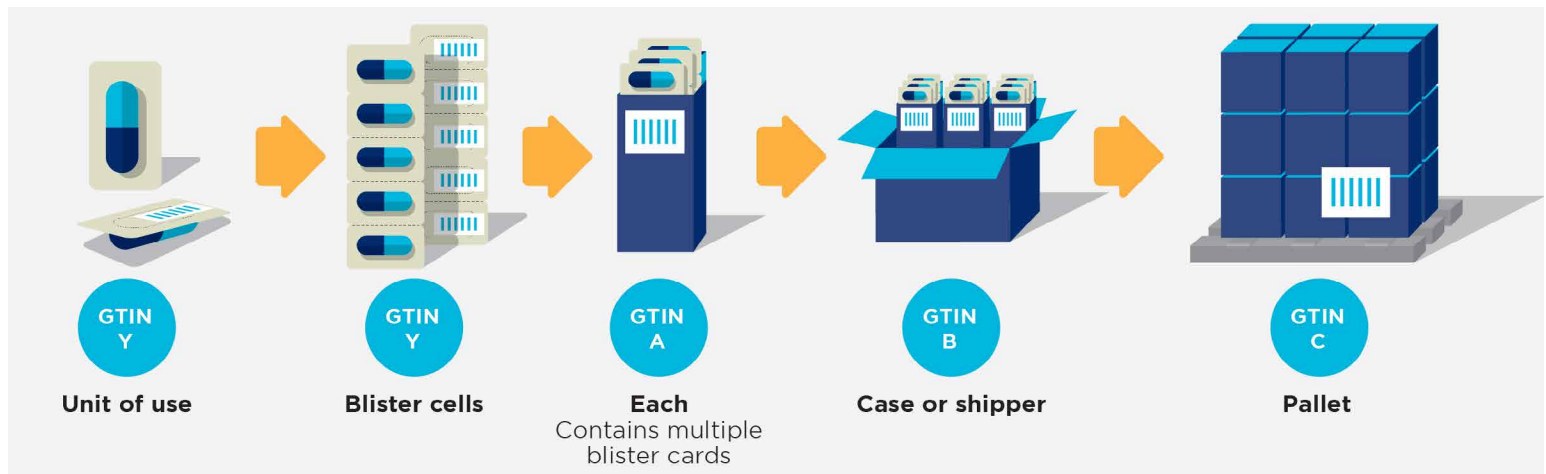 GTIN
Y
GTIN
Y
GTIN
A
GTIN
B
GTIN
C
Unit of use
Blister cells
Each
Contains multiple
blister cards
Case or shipper
Pallet